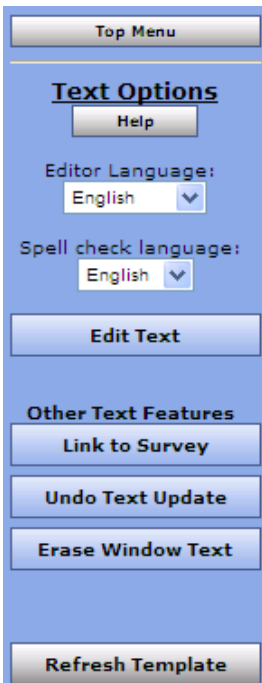 Top Menu
Text Options
Help
Editor Language:
English
Spell check language:
English
Edit Text
Other Text Features
Link to Survey
Undo Text Update
Erase Window Text
Refresh Template